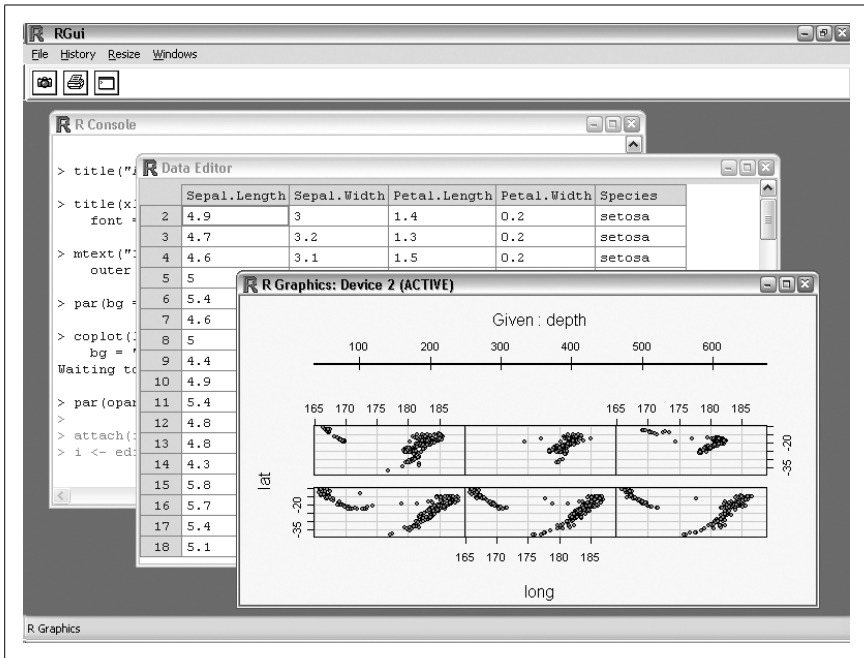 RGui
File History Resize Windows
R Console
> title("
> title(x
font =
> mtext("
outer
> par(bg =
> coplot(
bg = "
Waiting to
> par(opar
>
> attach(
> i <- ed
Data Editor
Sepal.Length Sepal.Width Petal.Length Petal.Width Species
2 4.9 3 1.4 0.2 setosa
3 4.7 3.2 1.3 0.2 setosa
4 4.6 3.1 1.5 0.2 setosa
5 5
6 5.4
7 4.6
8 5
9 4.4
10 4.9
11 5.4
12 4.8
13 4.8
14 4.3
15 5.8
16 5.7
17 5.4
18 5.1
R Graphics: Device 2 (ACTIVE)
Given : depth
100 200 300 400 500 600
165 170 175 180 185 165 170 175 180 185
-20
-35
lat
-20
-35
165 170 175 180 185
long
R Graphics